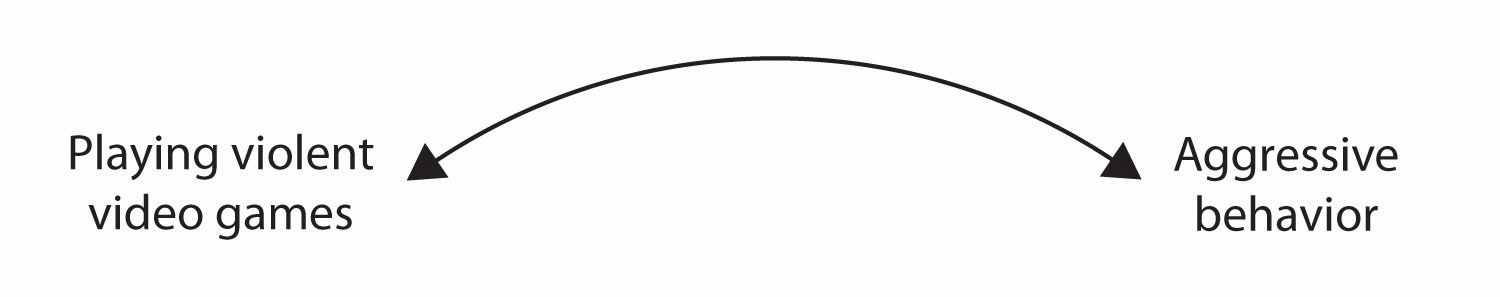 Playing violent
video games
Aggressive
behavior